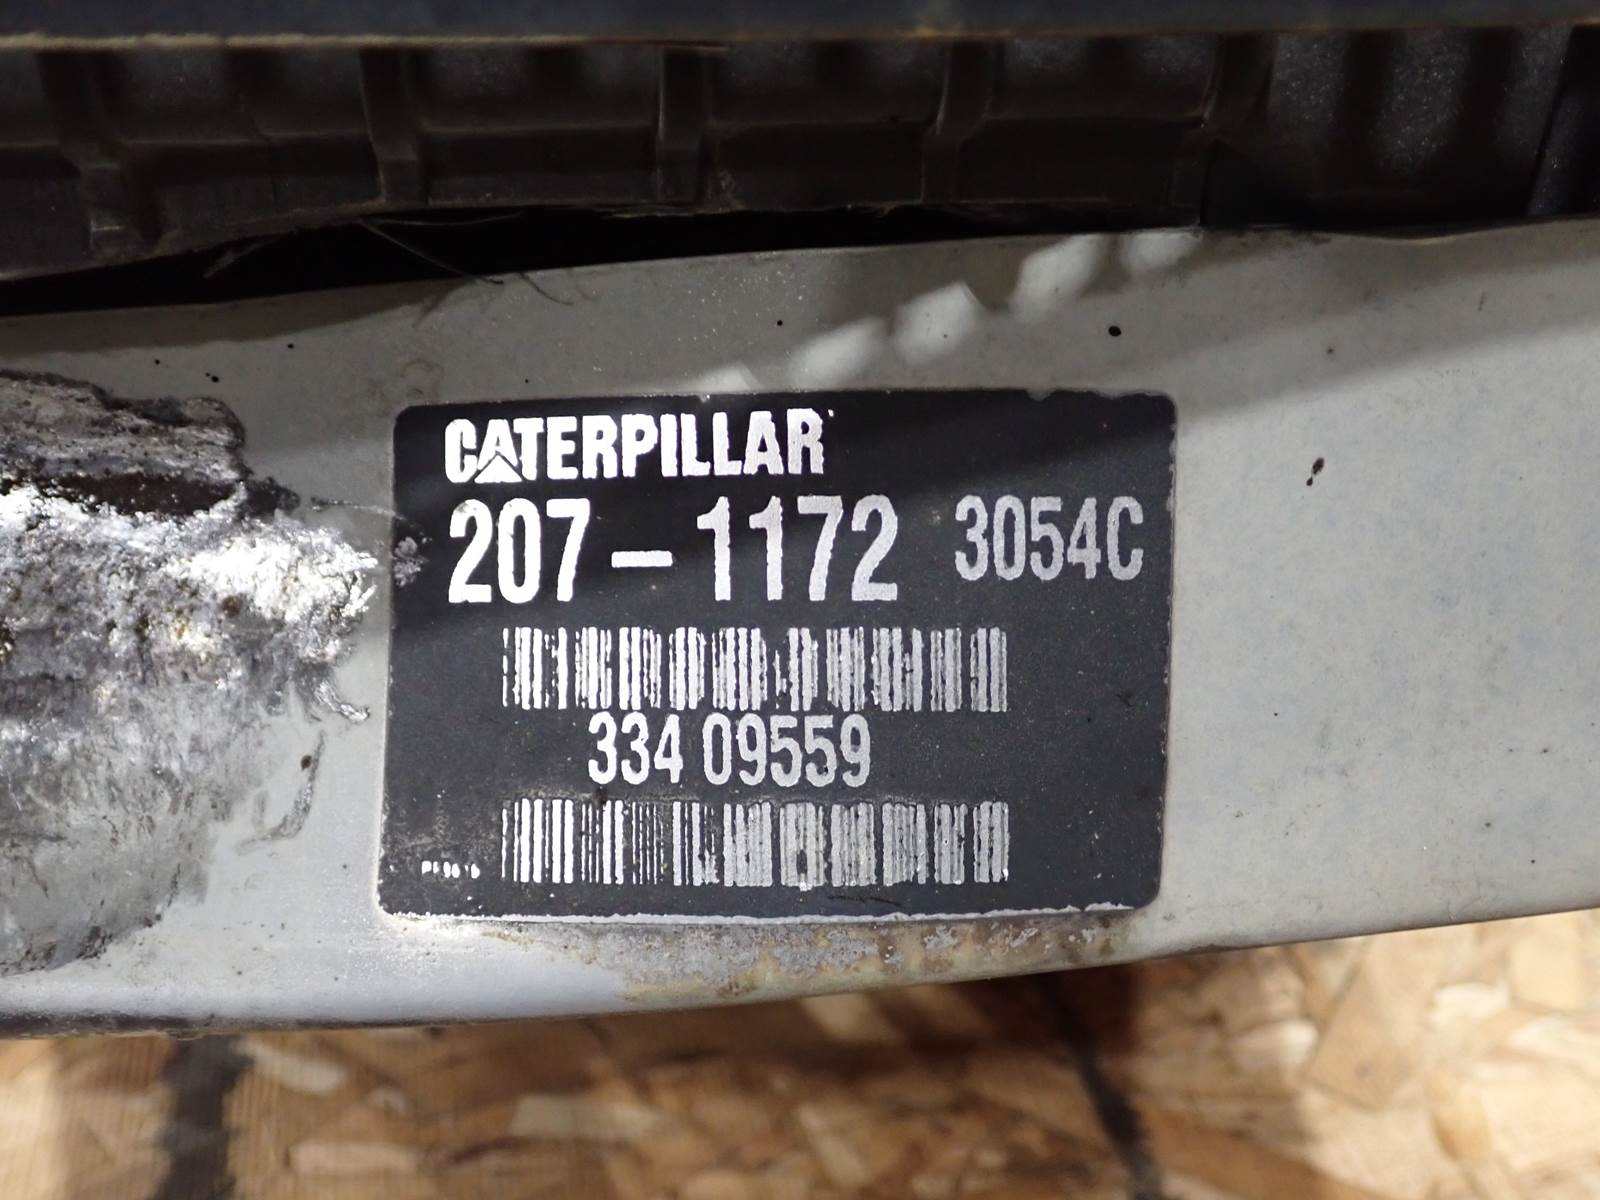 CATERPILLAR
207-1172 3054C
334 09559